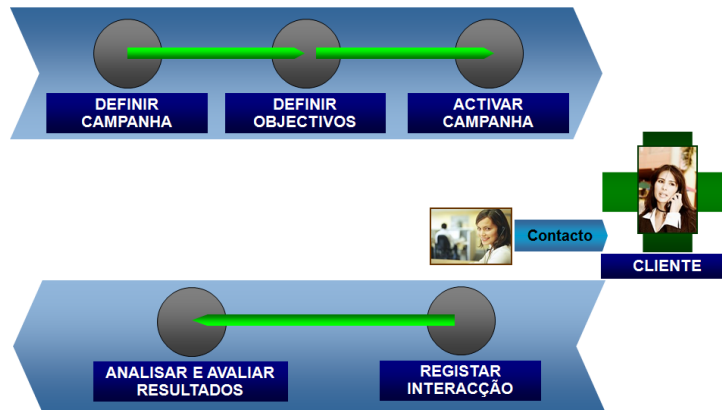 DEFINIR
CAMPANHA
DEFINIR
OBJECTIVOS
ACTIVAR
CAMPANHA
Contacto
CLIENTE
ANALISAR E AVALIAR
RESULTADOS
REGISTAR
INTERACÇÃO